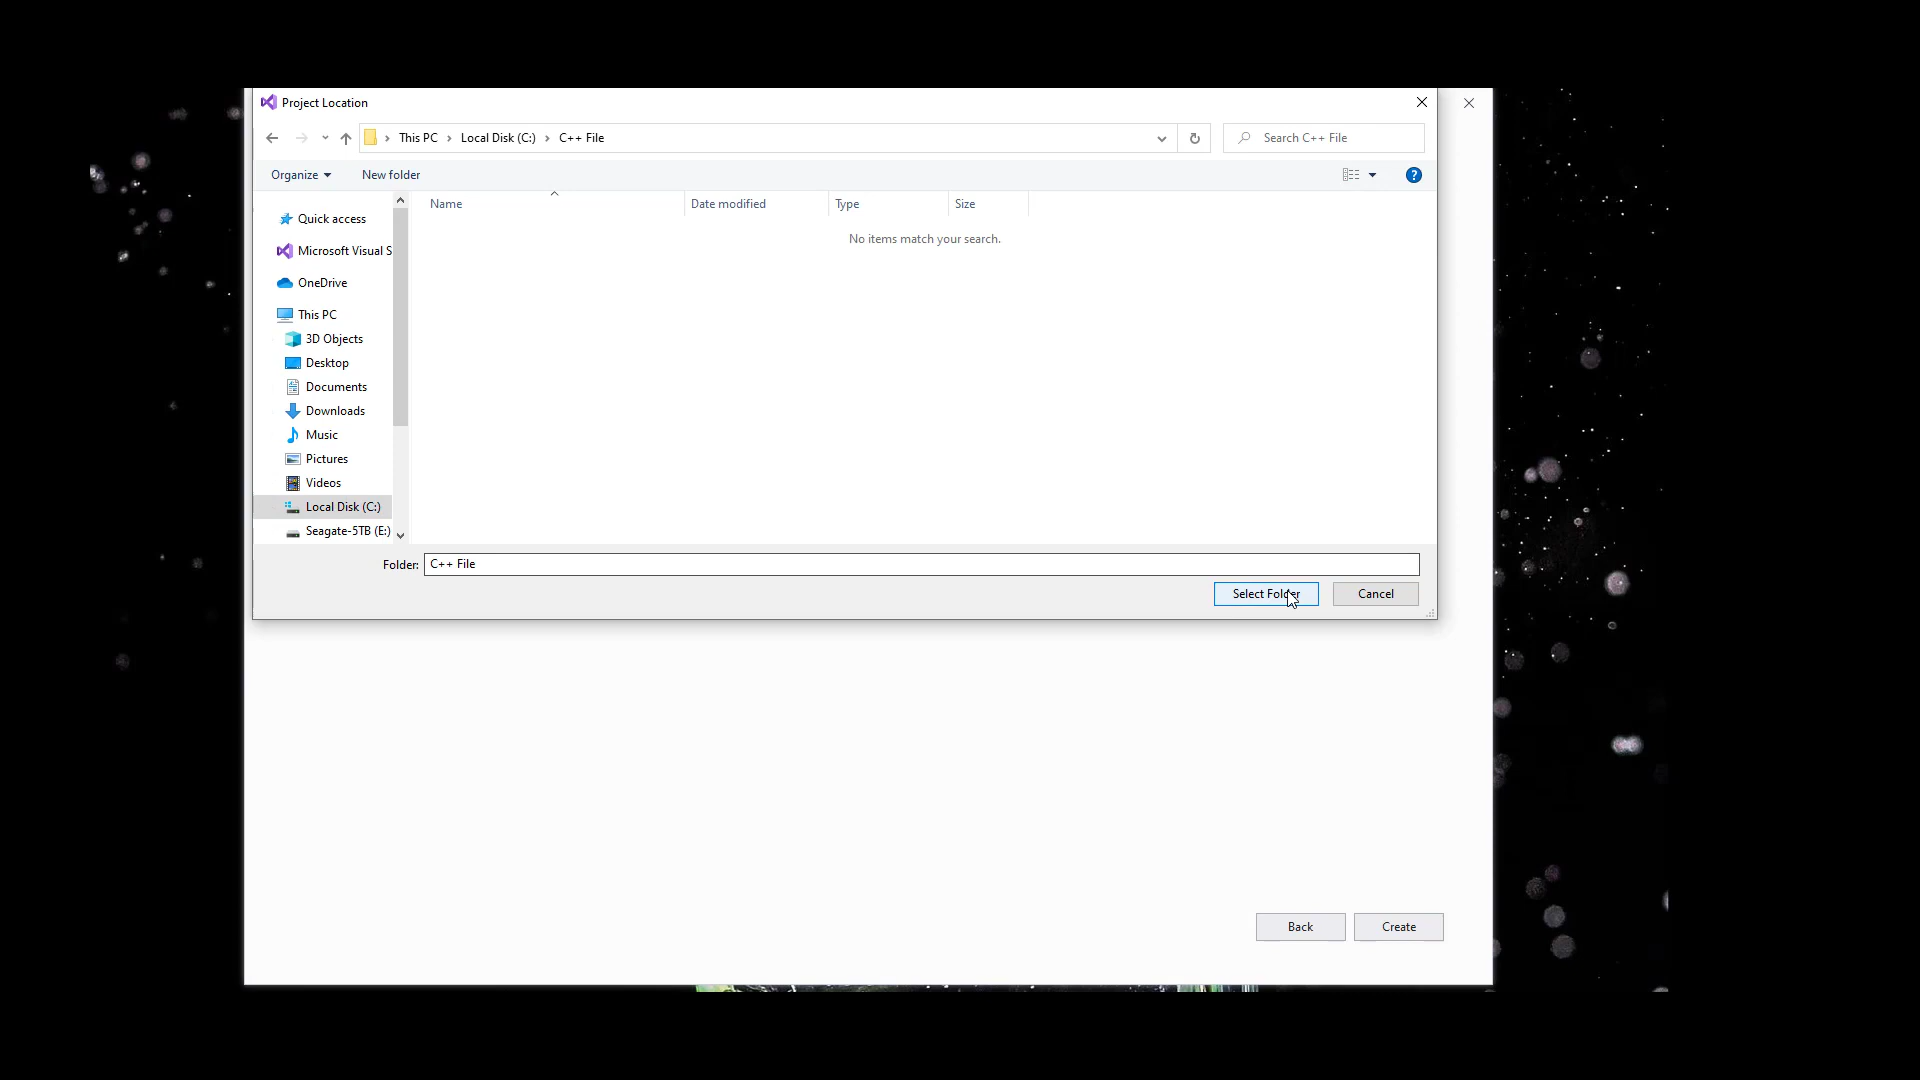 Project Location
This PC > Local Disk (C:) > C++ File
Search C++ File
Organize
New folder
?
Name
Date modified
Type
Size
No items match your search.
Quick access
Microsoft Visual S
OneDrive
This PC
3D Objects
Desktop
Documents
Downloads
Music
Pictures
Videos
Local Disk (C:)
Seagate-5TB (E:)
Folder: C++ File
Select Folder
Cancel
Back
Create